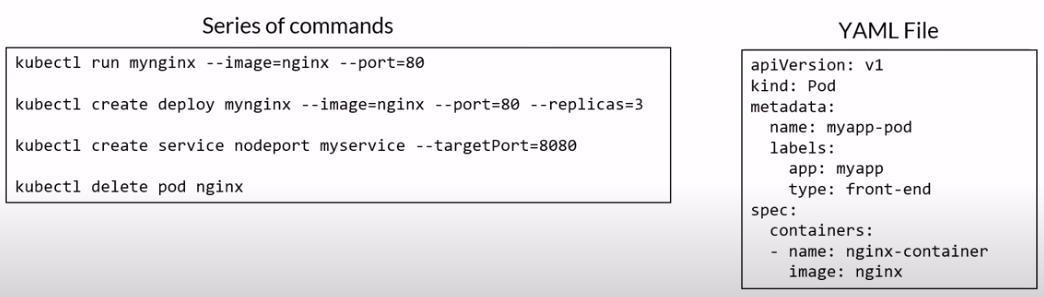 Series of commands
kubectl run mynginx --image=nginx --port=80
kubectl create deploy mynginx --image=nginx --port=80 --replicas=3
kubectl create service nodeport myservice --targetPort=8080
kubectl delete pod nginx
YAML File
apiVersion: v1
kind: Pod
metadata:
  name: myapp-pod
  labels:
    app: myapp
    type: front-end
spec:
  containers:
  - name: nginx-container
    image: nginx